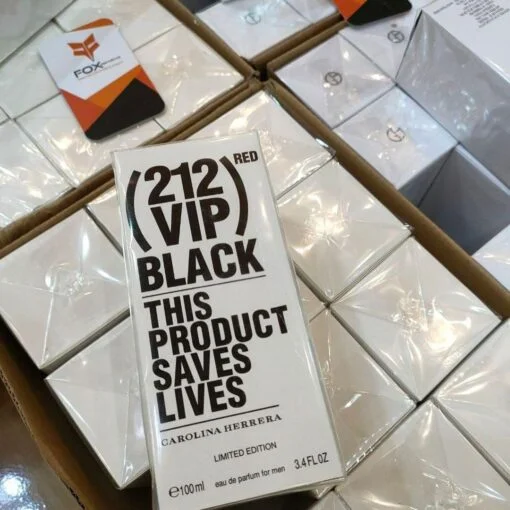 FOX
(212)RED
(VIP)
BLACK
THIS
PRODUCT
SAVES
LIVES
CAROLINA HERRERA
LIMITED EDITION
℮100ml eau de parfum for men 3.4 FL OZ